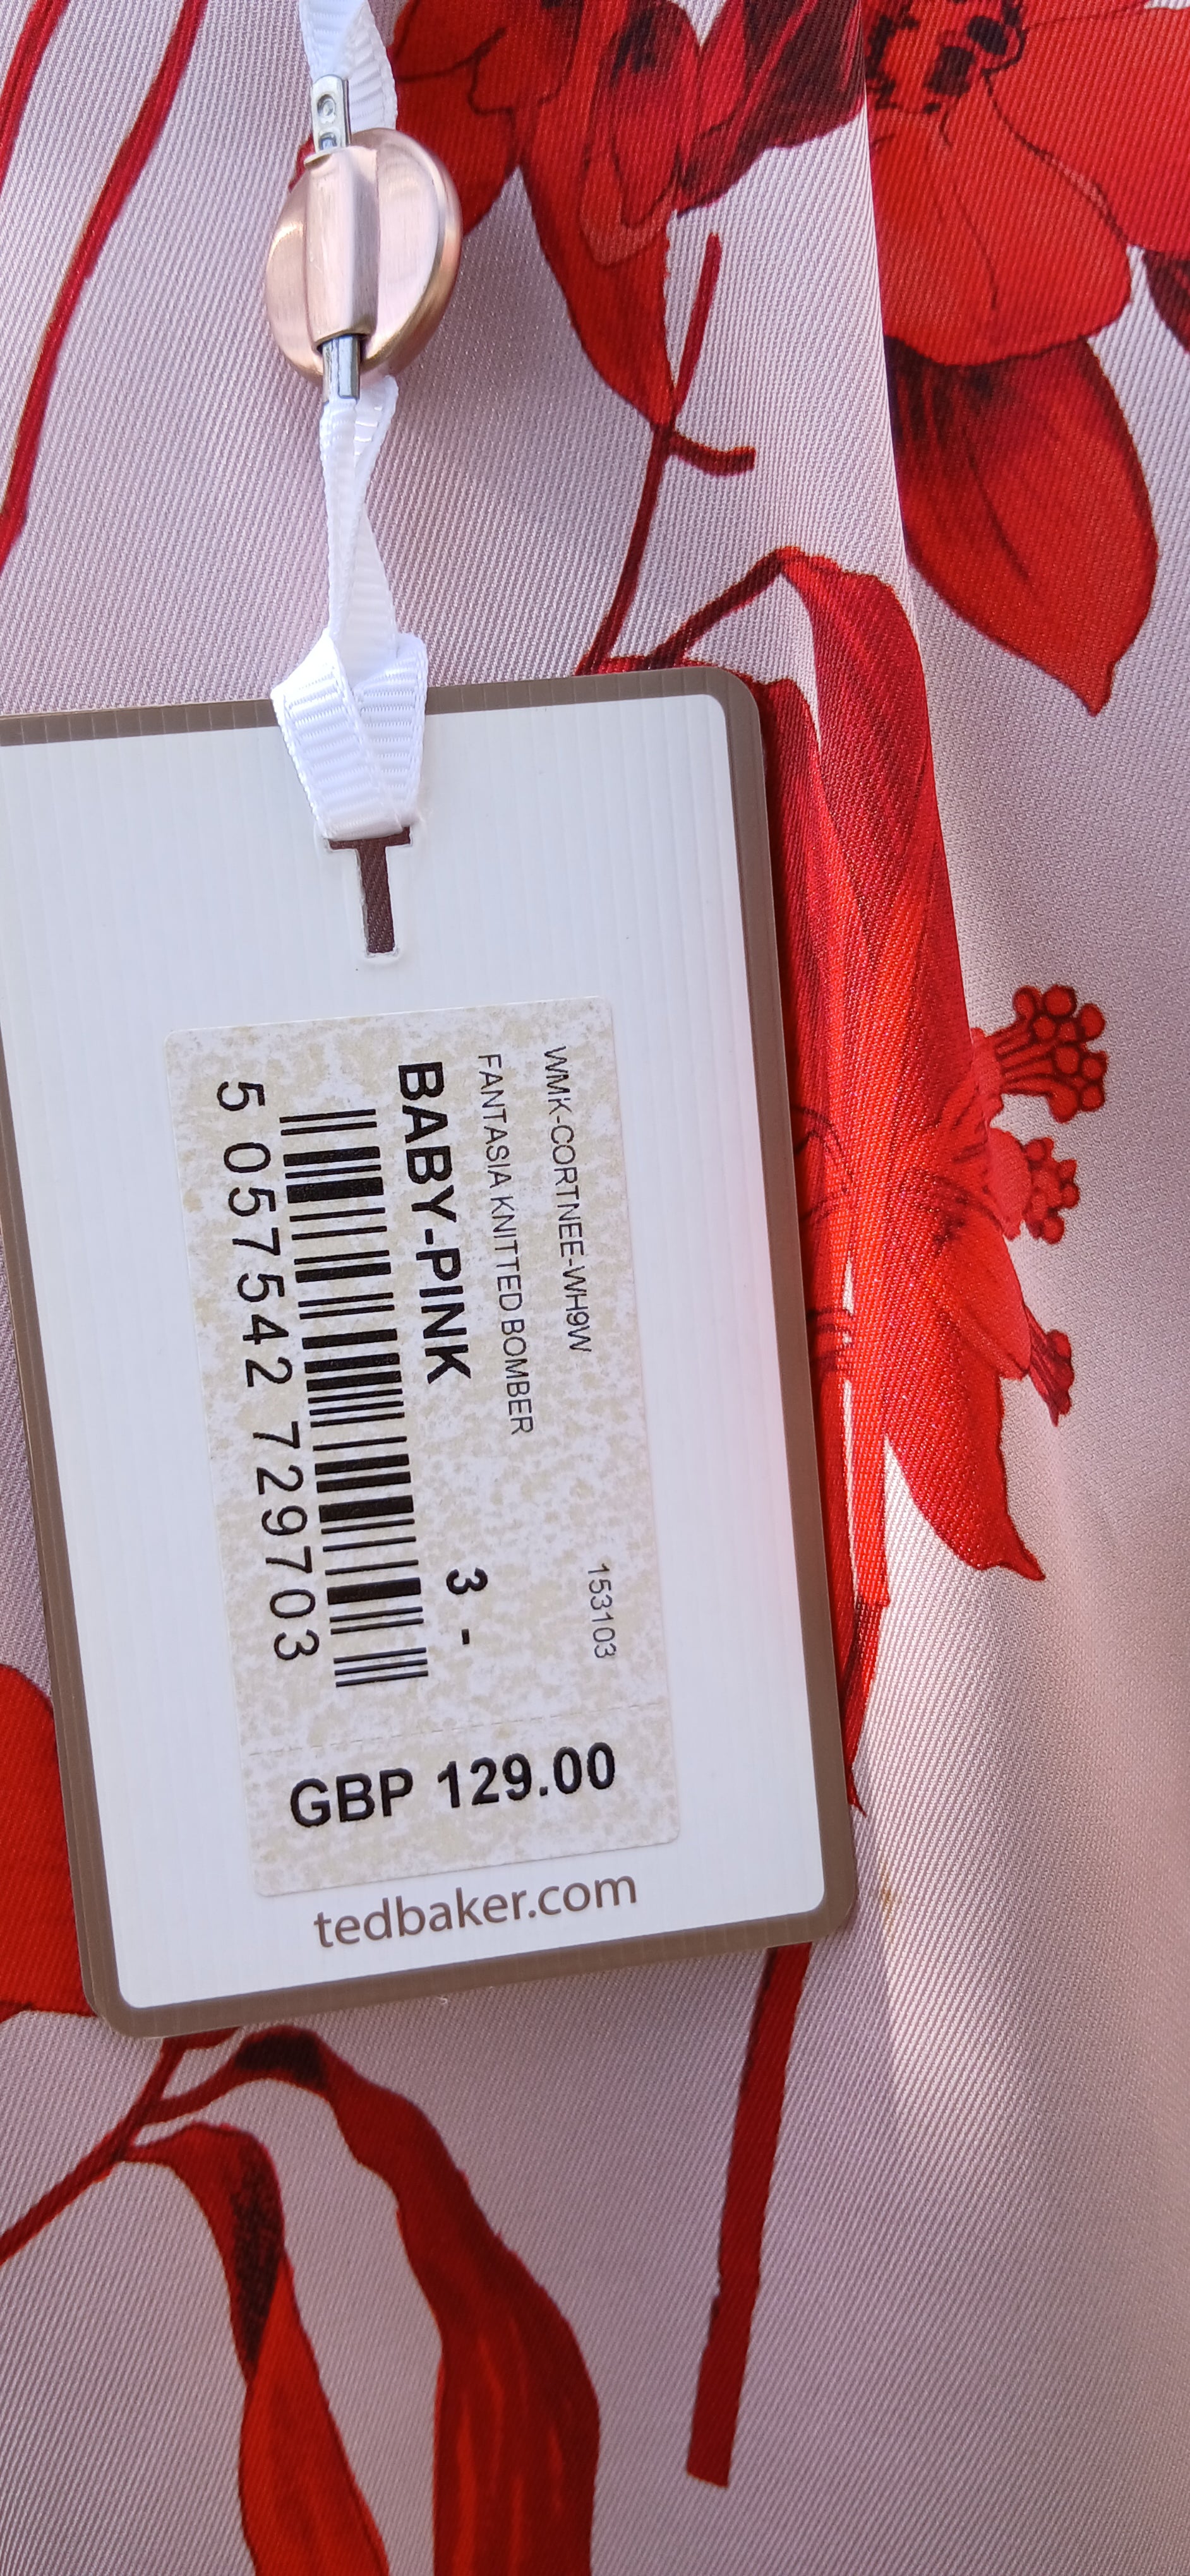 T
WMK-CORTNEE-WH9W 153103
FANTASIA KNITTED BOMBER
BABY-PINK 3 -
5 057542 729703
GBP 129.00
tedbaker.com